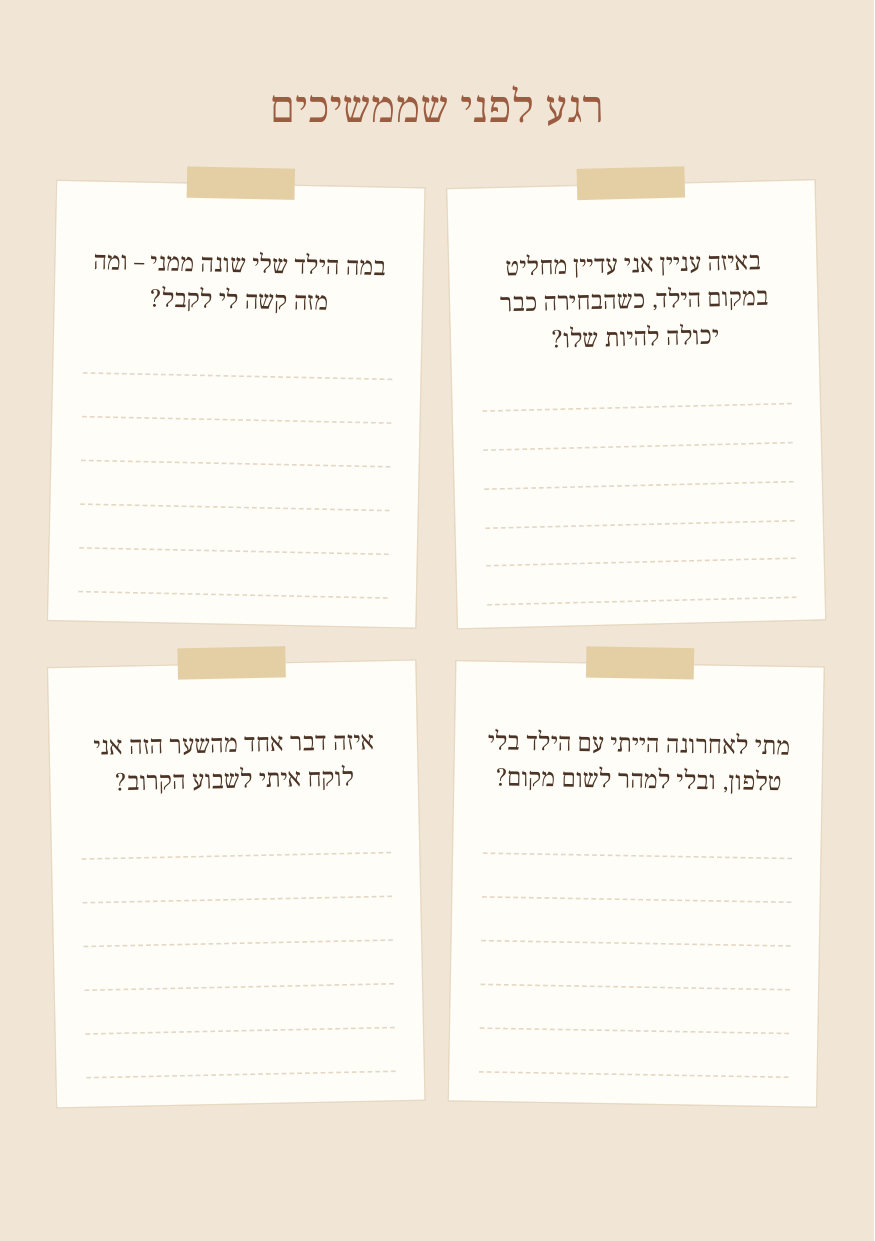 רגע לפני שממשיכים
באיזה עניין אני עדיין מחליט
במקום הילד, כשהבחירה כבר
יכולה להיות שלו?
במה הילד שלי שונה ממני – ומה
מזה קשה לי לקבל?
מתי לאחרונה הייתי עם הילד בלי
טלפון, ובלי למהר לשום מקום?
איזה דבר אחד מהשער הזה אני
לוקח איתי לשבוע הקרוב?